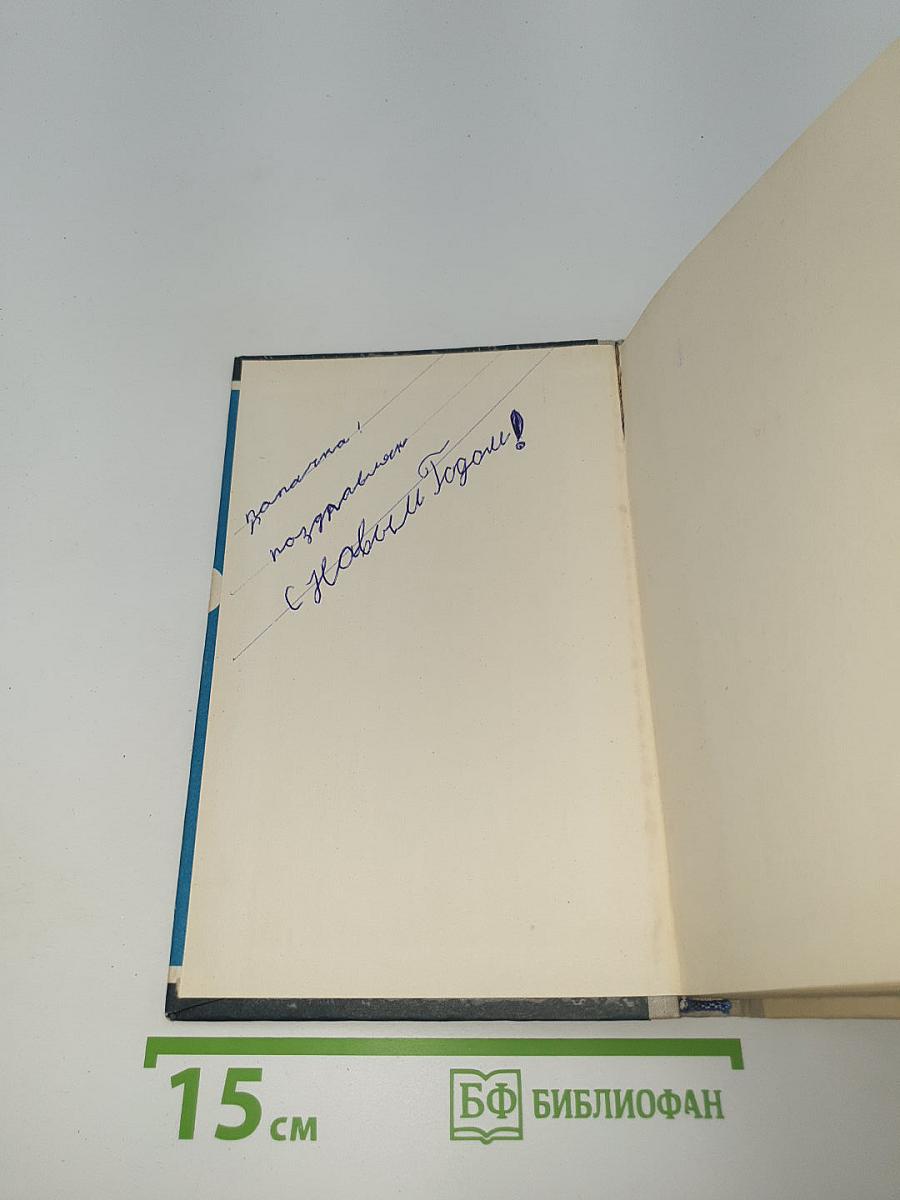 поздравляю
с Новым Годом!
15 см
БФ БИБЛИОФАН